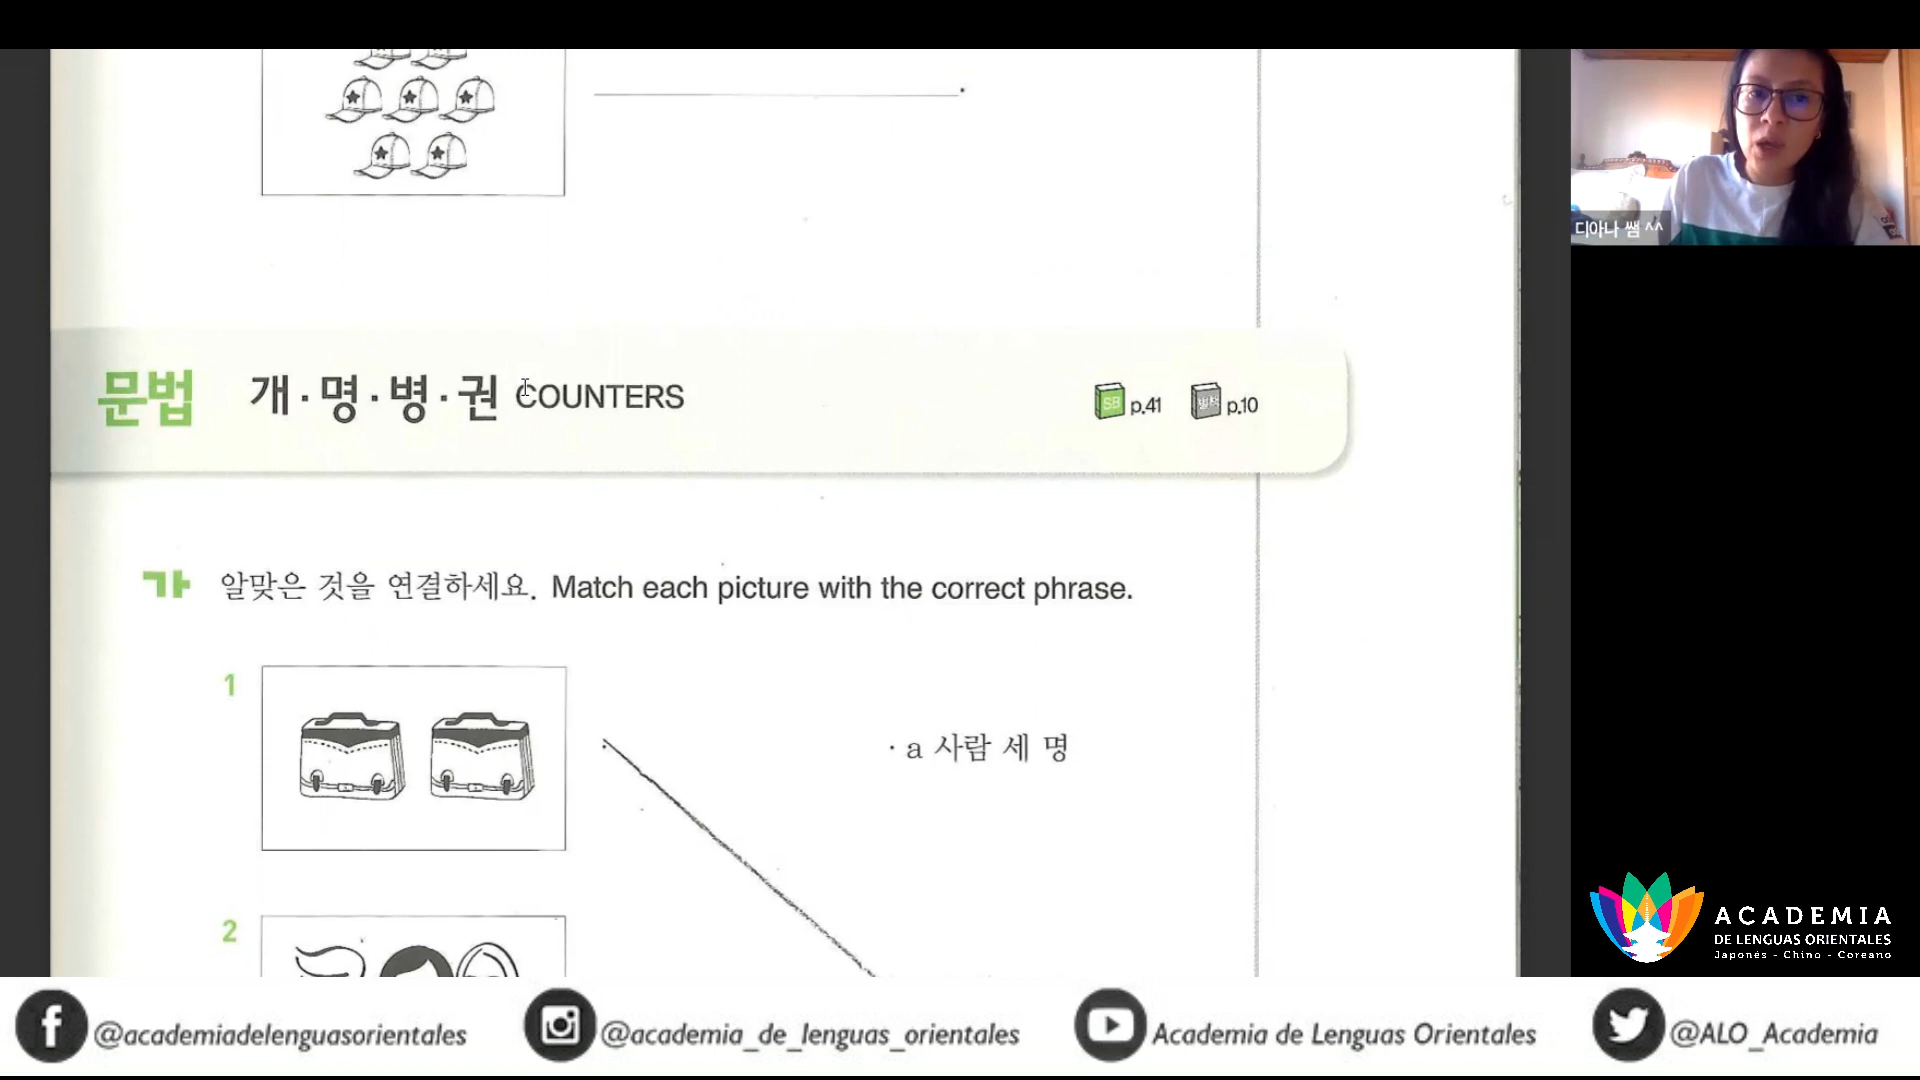 디아나 쌤 ^^
문법 개·명·병·권 COUNTERS
SB p.41 p.10
가 알맞은 것을 연결하세요. Match each picture with the correct phrase.
1
· a 사람 세 명
2
ACADEMIA
DE LENGUAS ORIENTALES
Japonés - Chino - Coreano
@academiadelenguasorientales
@academia_de_lenguas_orientales
Academia de Lenguas Orientales
@ALO_Academia